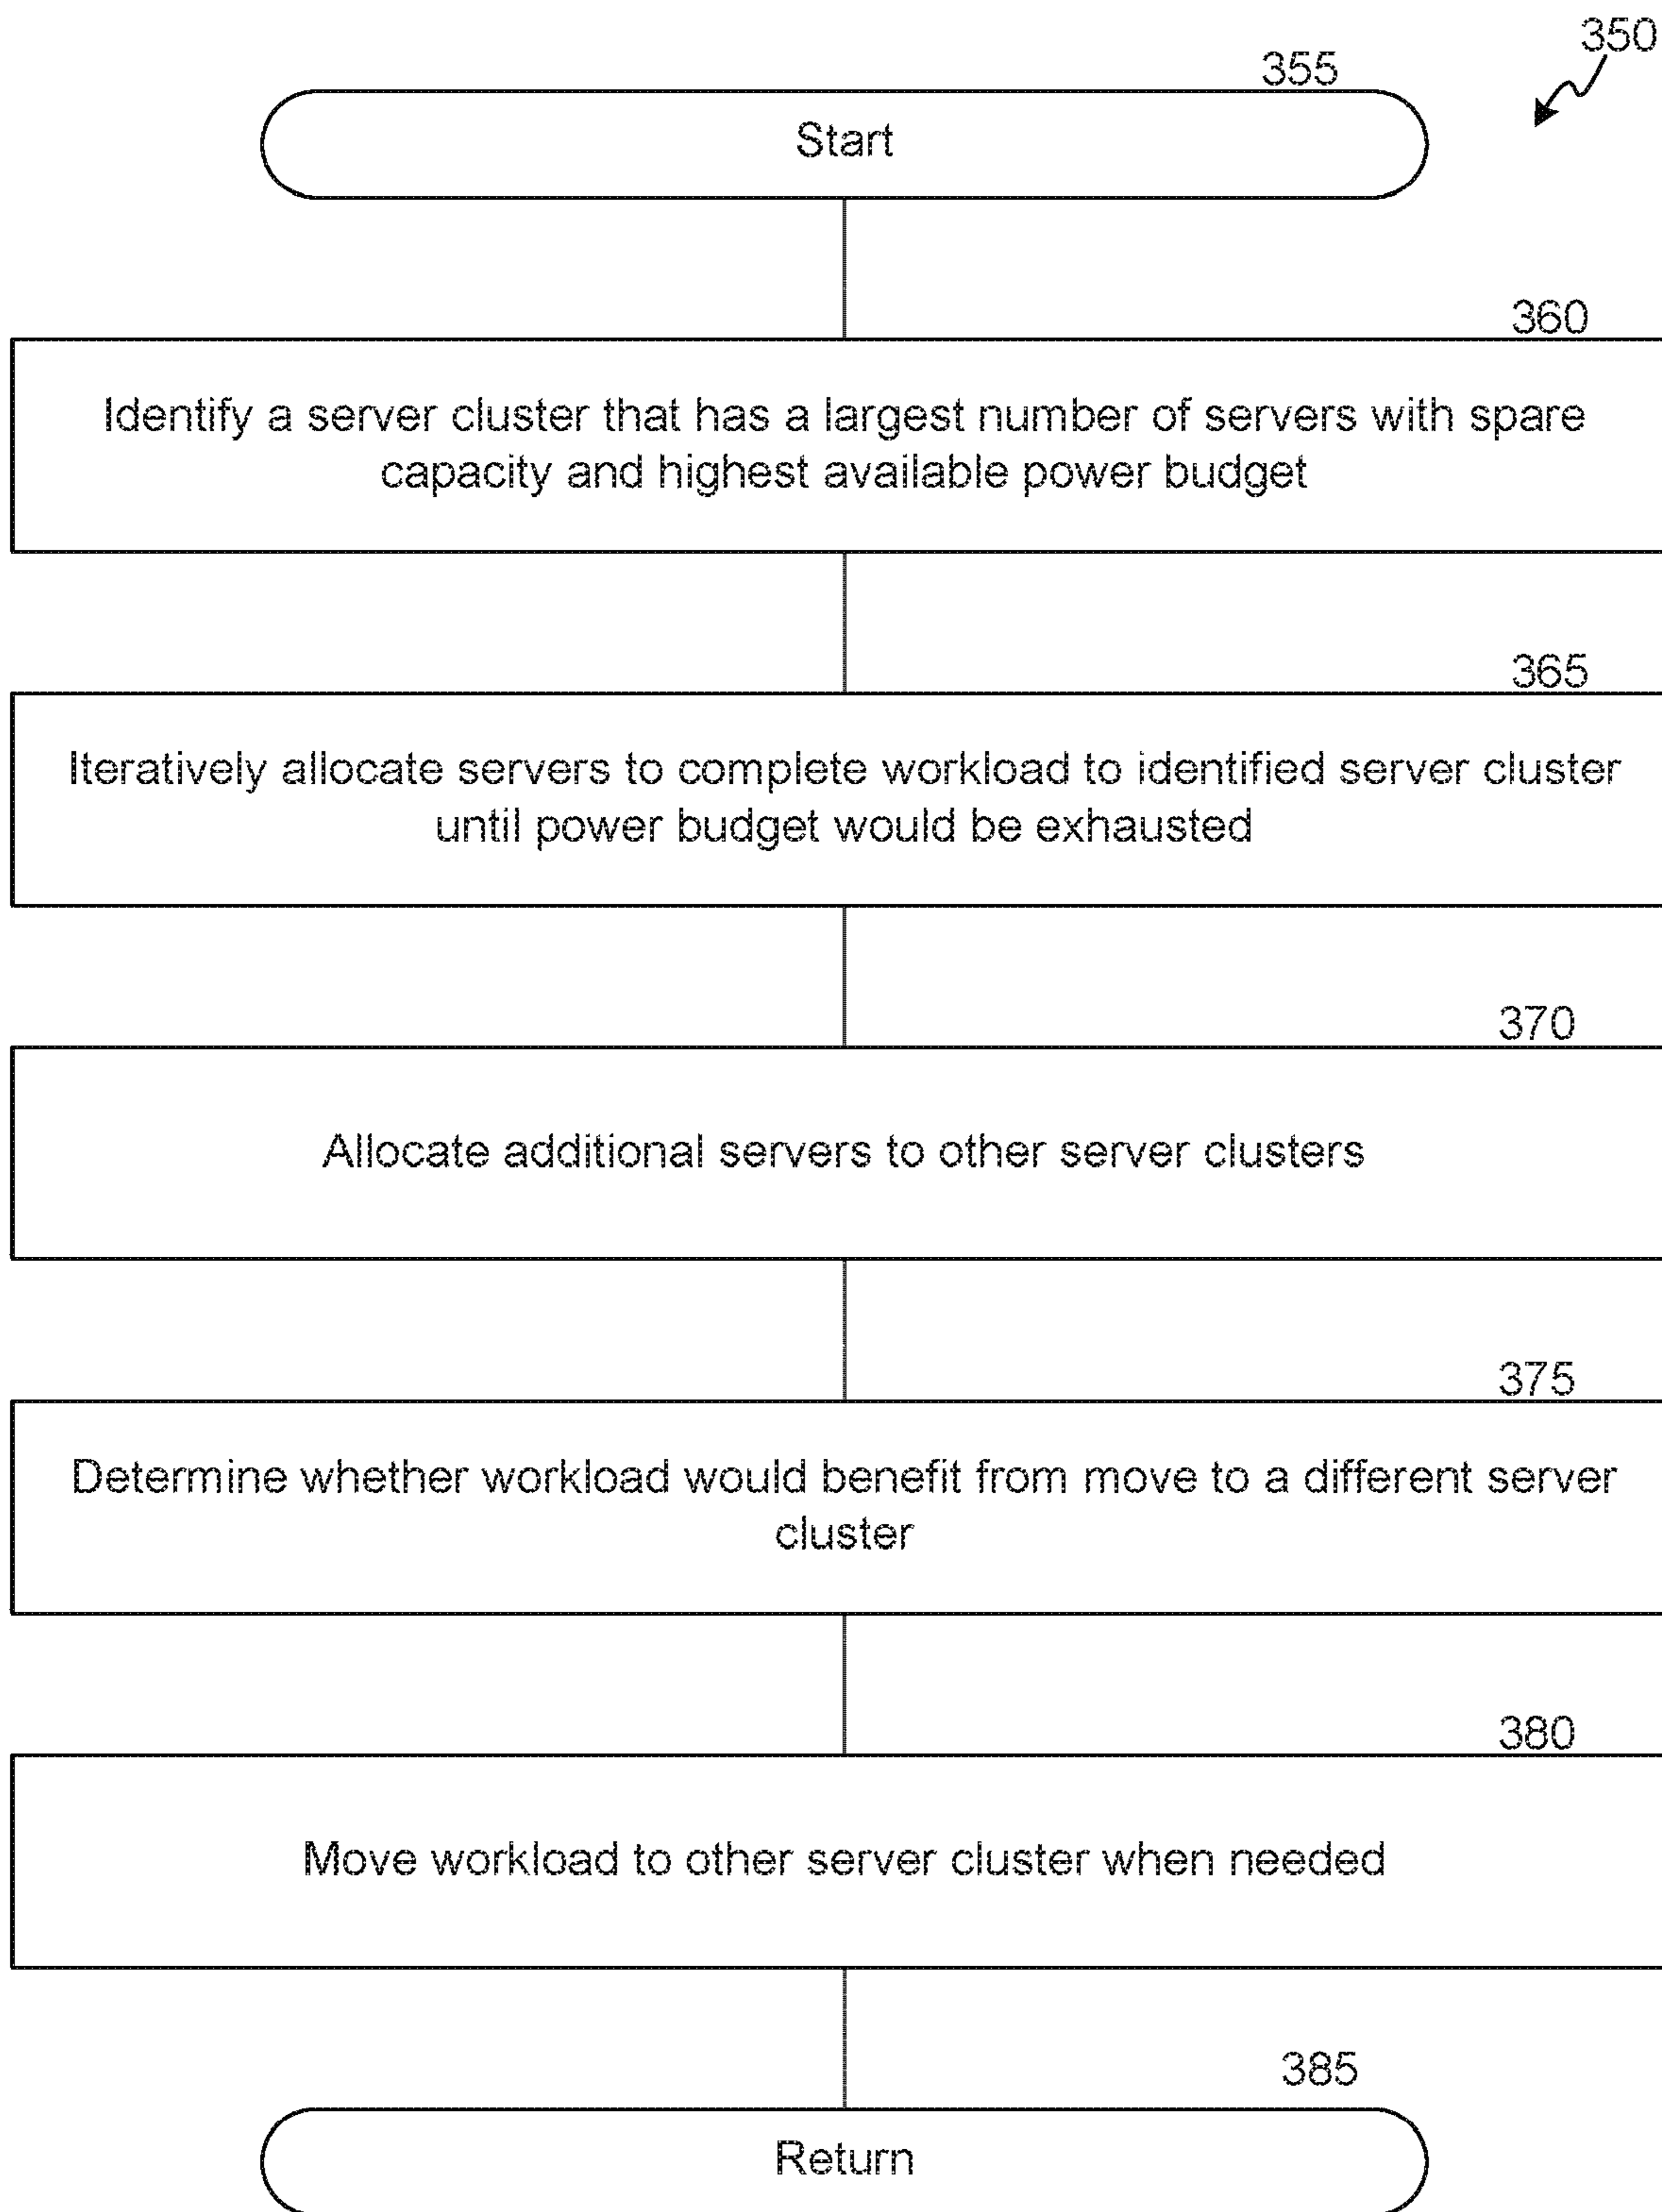 350
355
Start
360
Identify a server cluster that has a largest number of servers with spare
capacity and highest available power budget
365
Iteratively allocate servers to complete workload to identified server cluster
until power budget would be exhausted
370
Allocate additional servers to other server clusters
375
Determine whether workload would benefit from move to a different server
cluster
380
Move workload to other server cluster when needed
385
Return